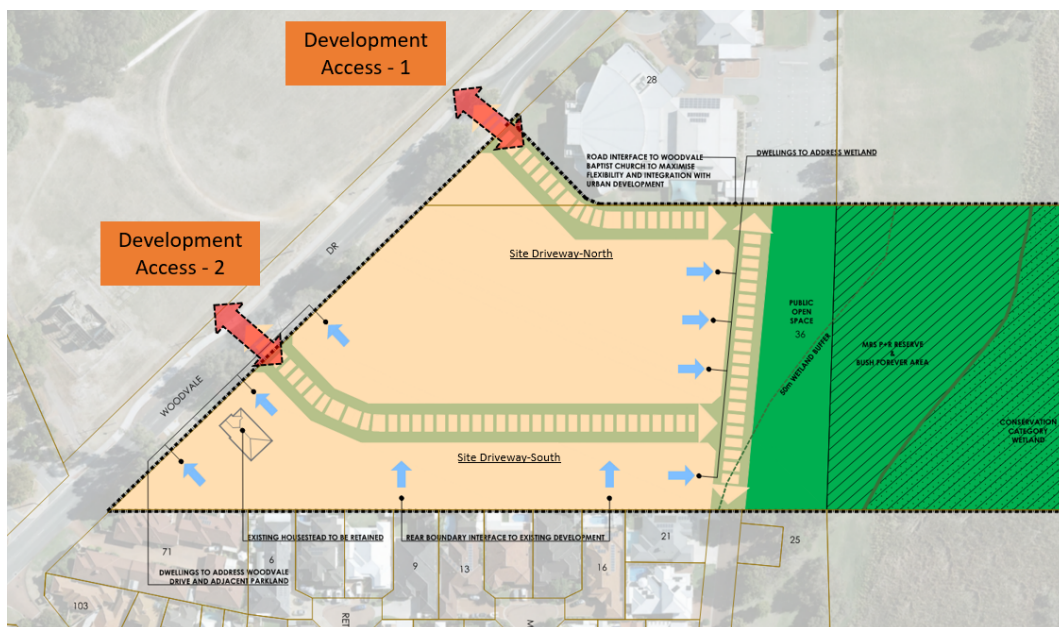 Development
Access - 1
28
ROAD INTERFACE TO WOODVALE
BAPTIST CHURCH TO MAXIMISE
FLEXIBILITY AND INTEGRATION WITH
URBAN DEVELOPMENT
DWELLINGS TO ADDRESS WETLAND
Development
Access - 2
DR
Site Driveway-North
PUBLIC
OPEN
SPACE
36
50m WETLAND BUFFER
MRS P+R RESERVE
&
BUSH FOREVER AREA
WOODVALE
CONSERVATION
CATEGORY
WETLAND
Site Driveway-South
EXISTING HOUSESTEAD TO BE RETAINED
REAR BOUNDARY INTERFACE TO EXISTING DEVELOPMENT
71
6
9
13
16
21
25
DWELLINGS TO ADDRESS WOODVALE
DRIVE AND ADJACENT PARKLAND
103
RET